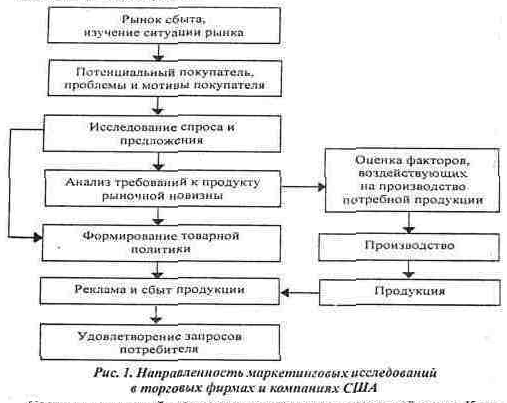 Рынок сбыта,
изучение ситуации рынка
Потенциальный покупатель,
проблемы и мотивы покупателя
Исследование спроса и
предложения
Анализ требований к продукту
рыночной новизны
Оценка факторов,
воздействующих
на производство
потребной продукции
Формирование товарной
политики
Производство
Реклама и сбыт продукции
Продукция
Удовлетворение запросов
потребителя
Рис. 1. Направленность маркетинговых исследований
в торговых фирмах и компаниях США